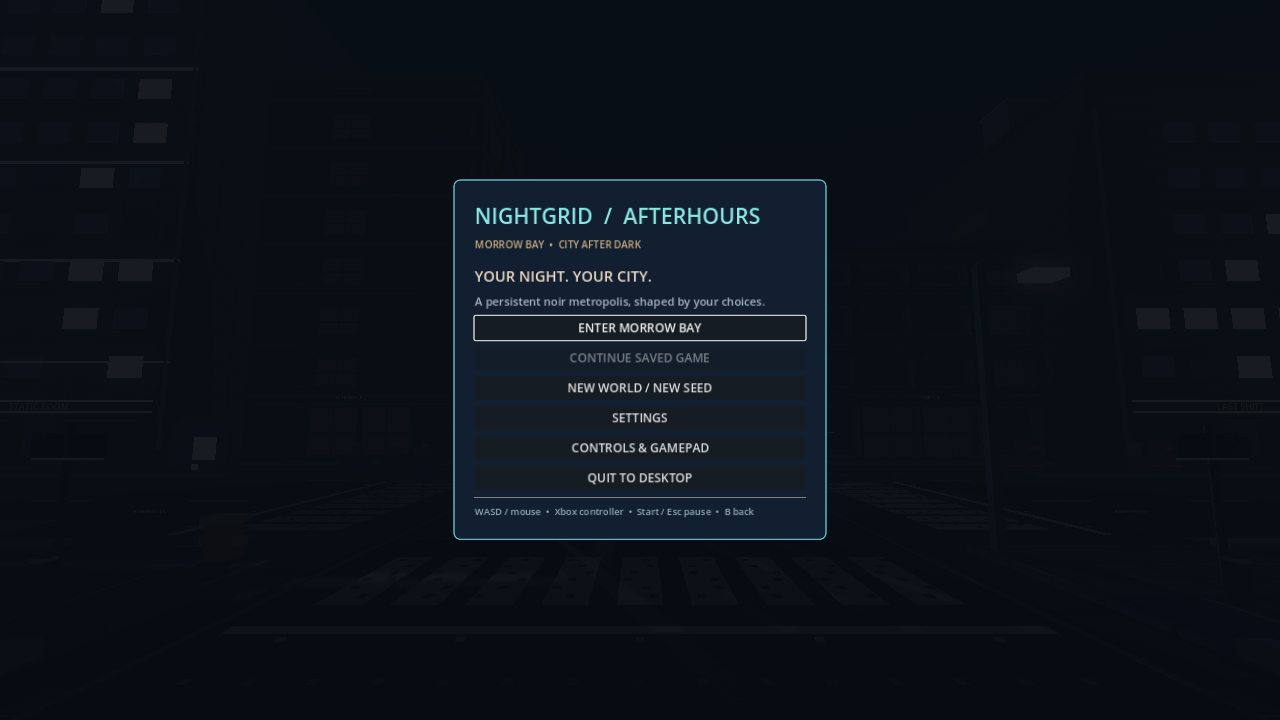 NIGHTGRID / AFTERHOURS
MORROW BAY • CITY AFTER DARK
YOUR NIGHT. YOUR CITY.
A persistent noir metropolis, shaped by your choices.
ENTER MORROW BAY
CONTINUE SAVED GAME
NEW WORLD / NEW SEED
SETTINGS
CONTROLS & GAMEPAD
QUIT TO DESKTOP
WASD / mouse • Xbox controller • Start / Esc pause • B back